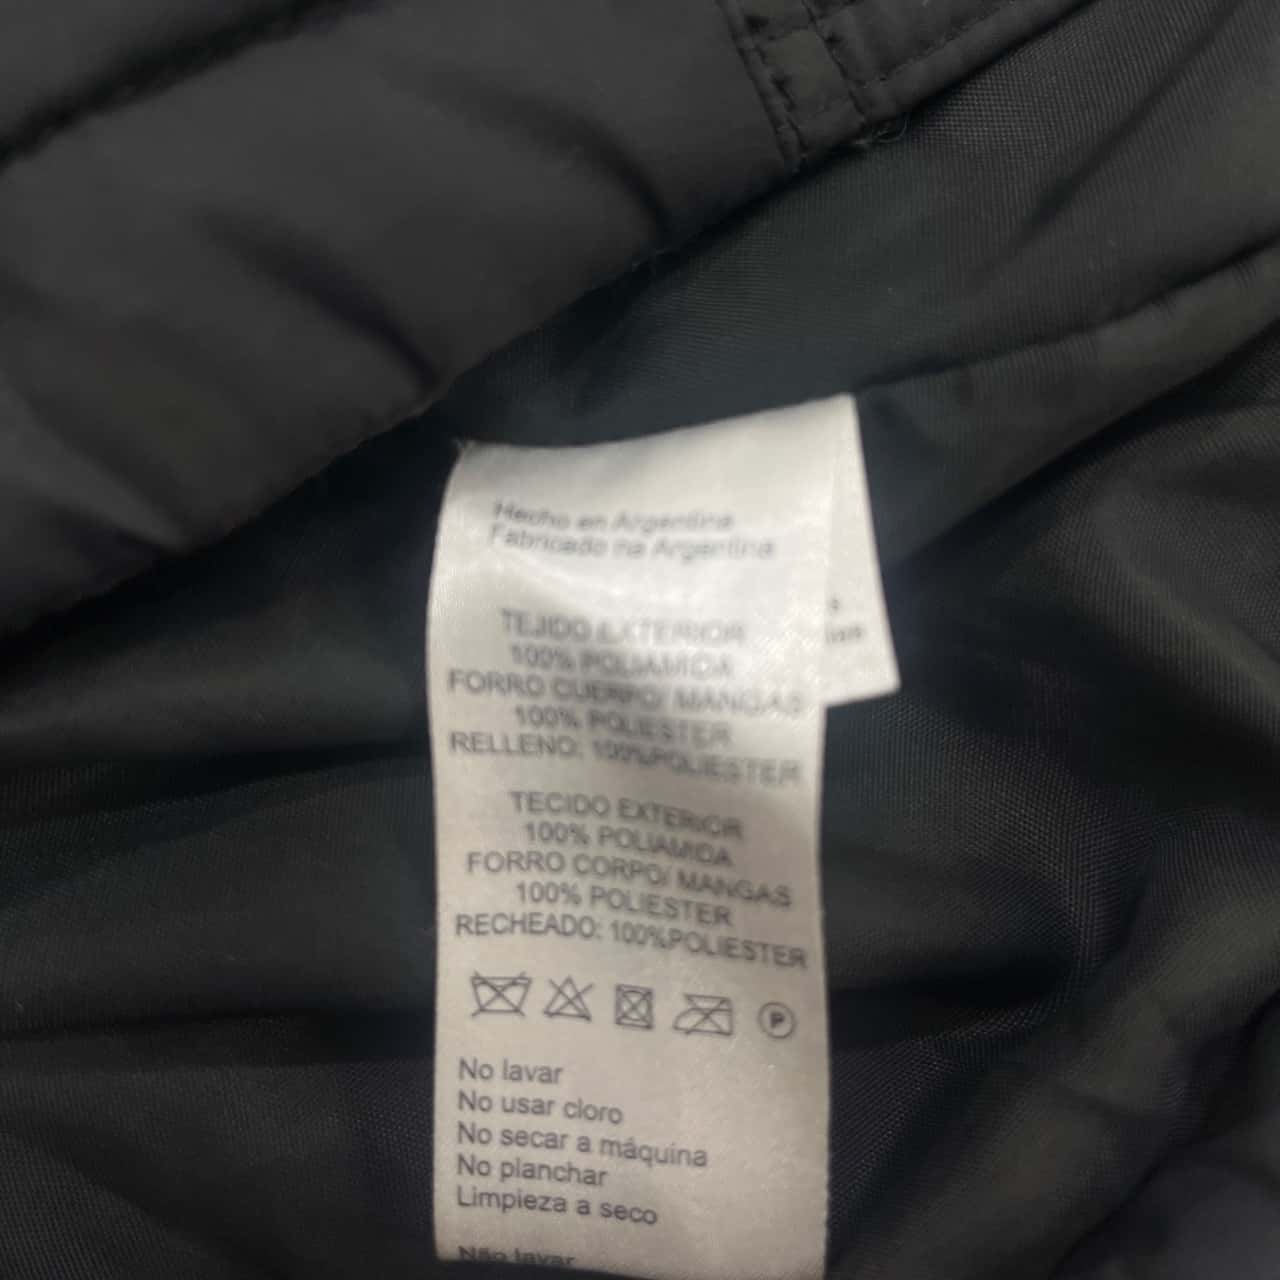 Hecho en Argentina
Fabricado na Argentina
TEJIDO EXTERIOR
100% POLIAMIDA
FORRO CUERPO/ MANGAS
100% POLIESTER
RELLENO: 100%POLIESTER
TECIDO EXTERIOR
100% POLIAMIDA
FORRO CORPO/ MANGAS
100% POLIESTER
RECHEADO: 100%POLIESTER
P
No lavar
No usar cloro
No secar a máquina
No planchar
Limpieza a seco
Não lavar